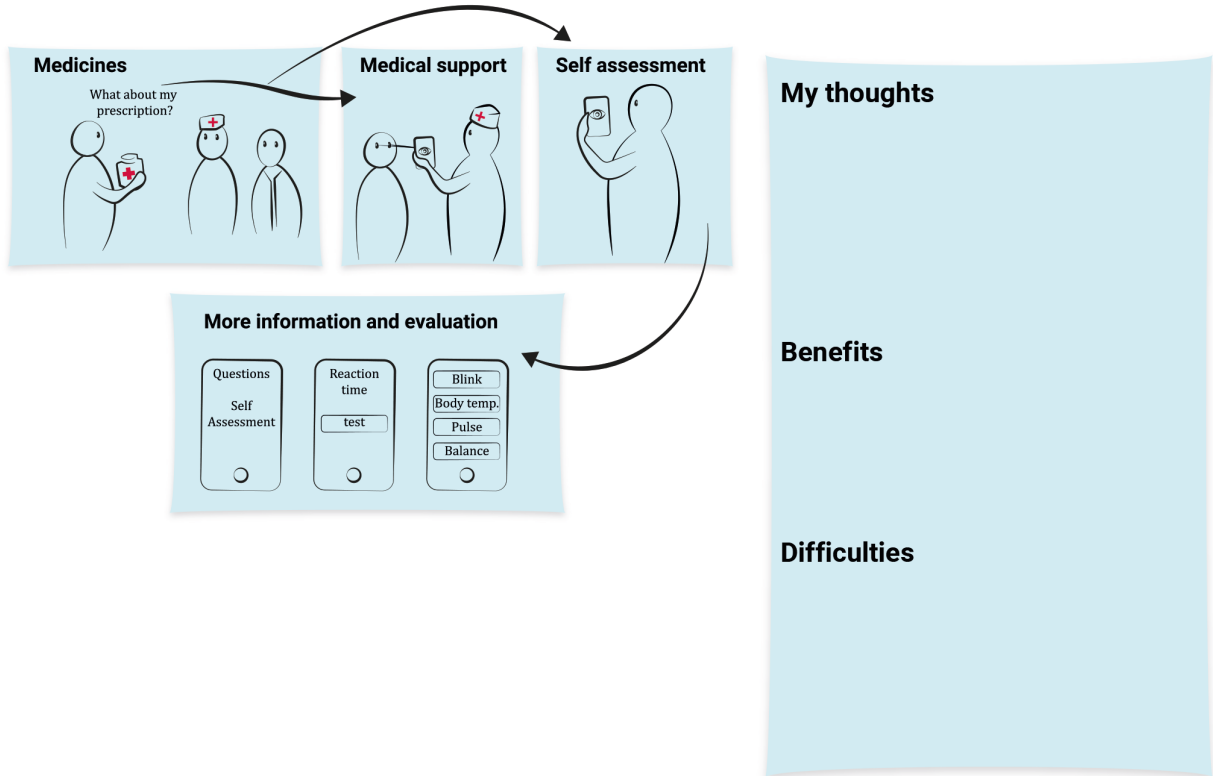 Medicines
What about my
prescription?
Medical support
Self assessment
More information and evaluation
Questions
Self
Assessment
Reaction
time
test
Blink
Body temp.
Pulse
Balance
My thoughts
Benefits
Difficulties